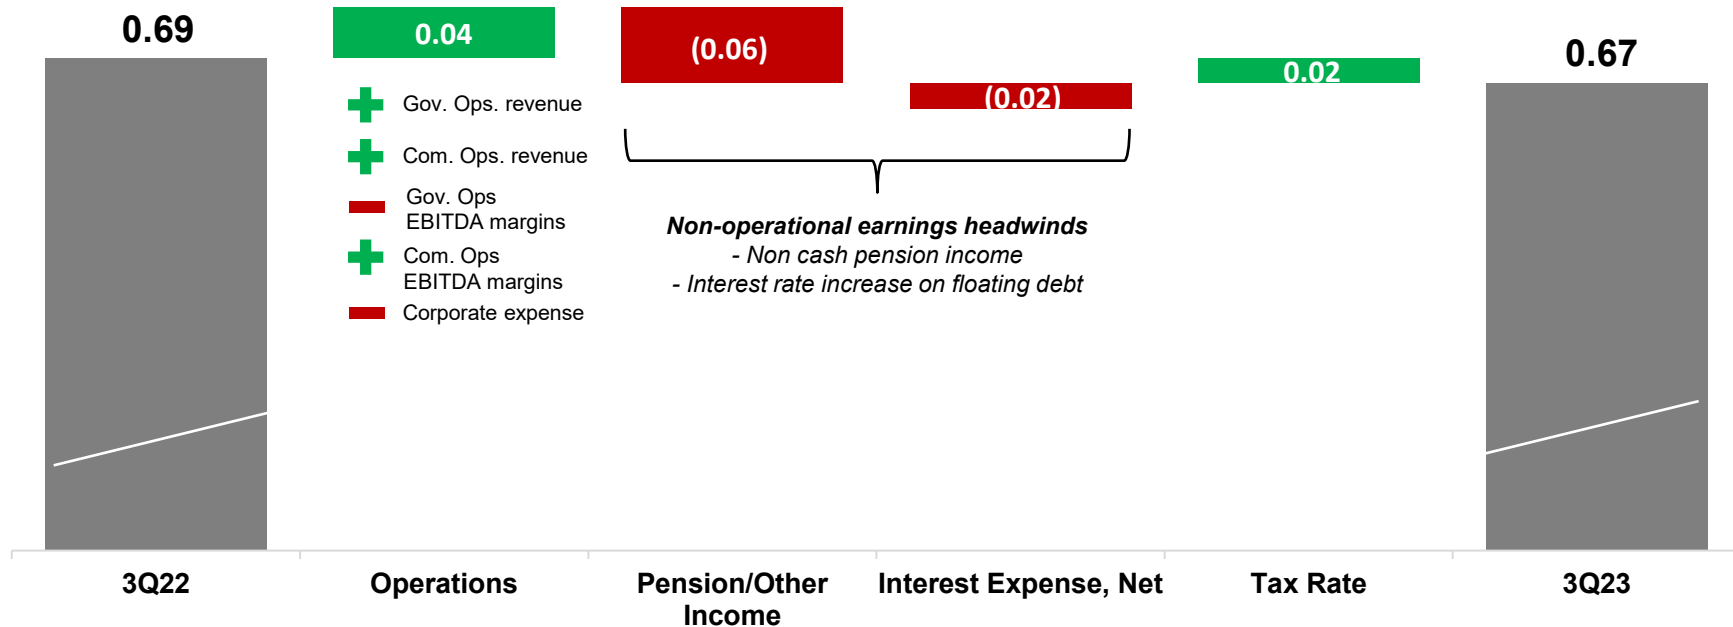 0.69
0.04
(0.06)
(0.02)
0.02
0.67
Gov. Ops. revenue
Com. Ops. revenue
Gov. Ops
EBITDA margins
Com. Ops
EBITDA margins
Corporate expense
Non-operational earnings headwinds
- Non cash pension income
- Interest rate increase on floating debt
3Q22
Operations
Pension/Other
Income
Interest Expense, Net
Tax Rate
3Q23